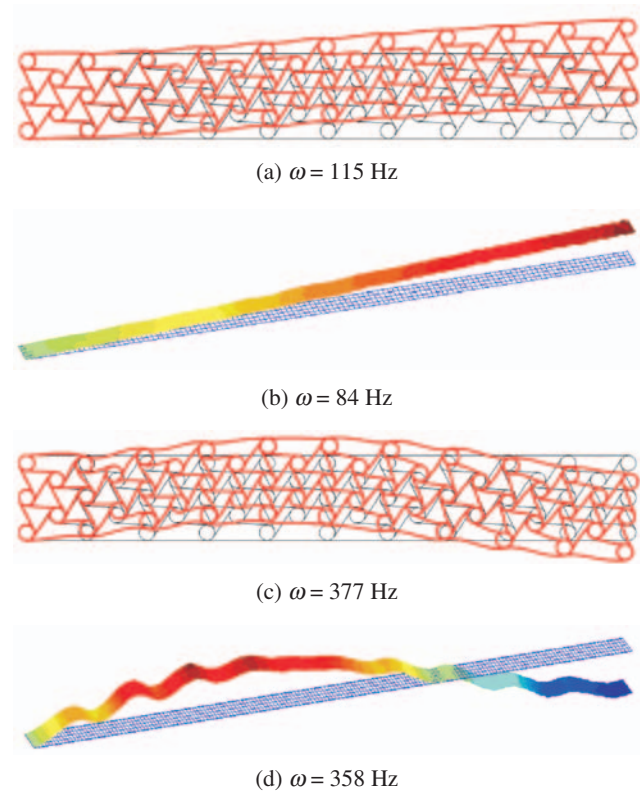 (a) ω = 115 Hz
(b) ω = 84 Hz
(c) ω = 377 Hz
(d) ω = 358 Hz